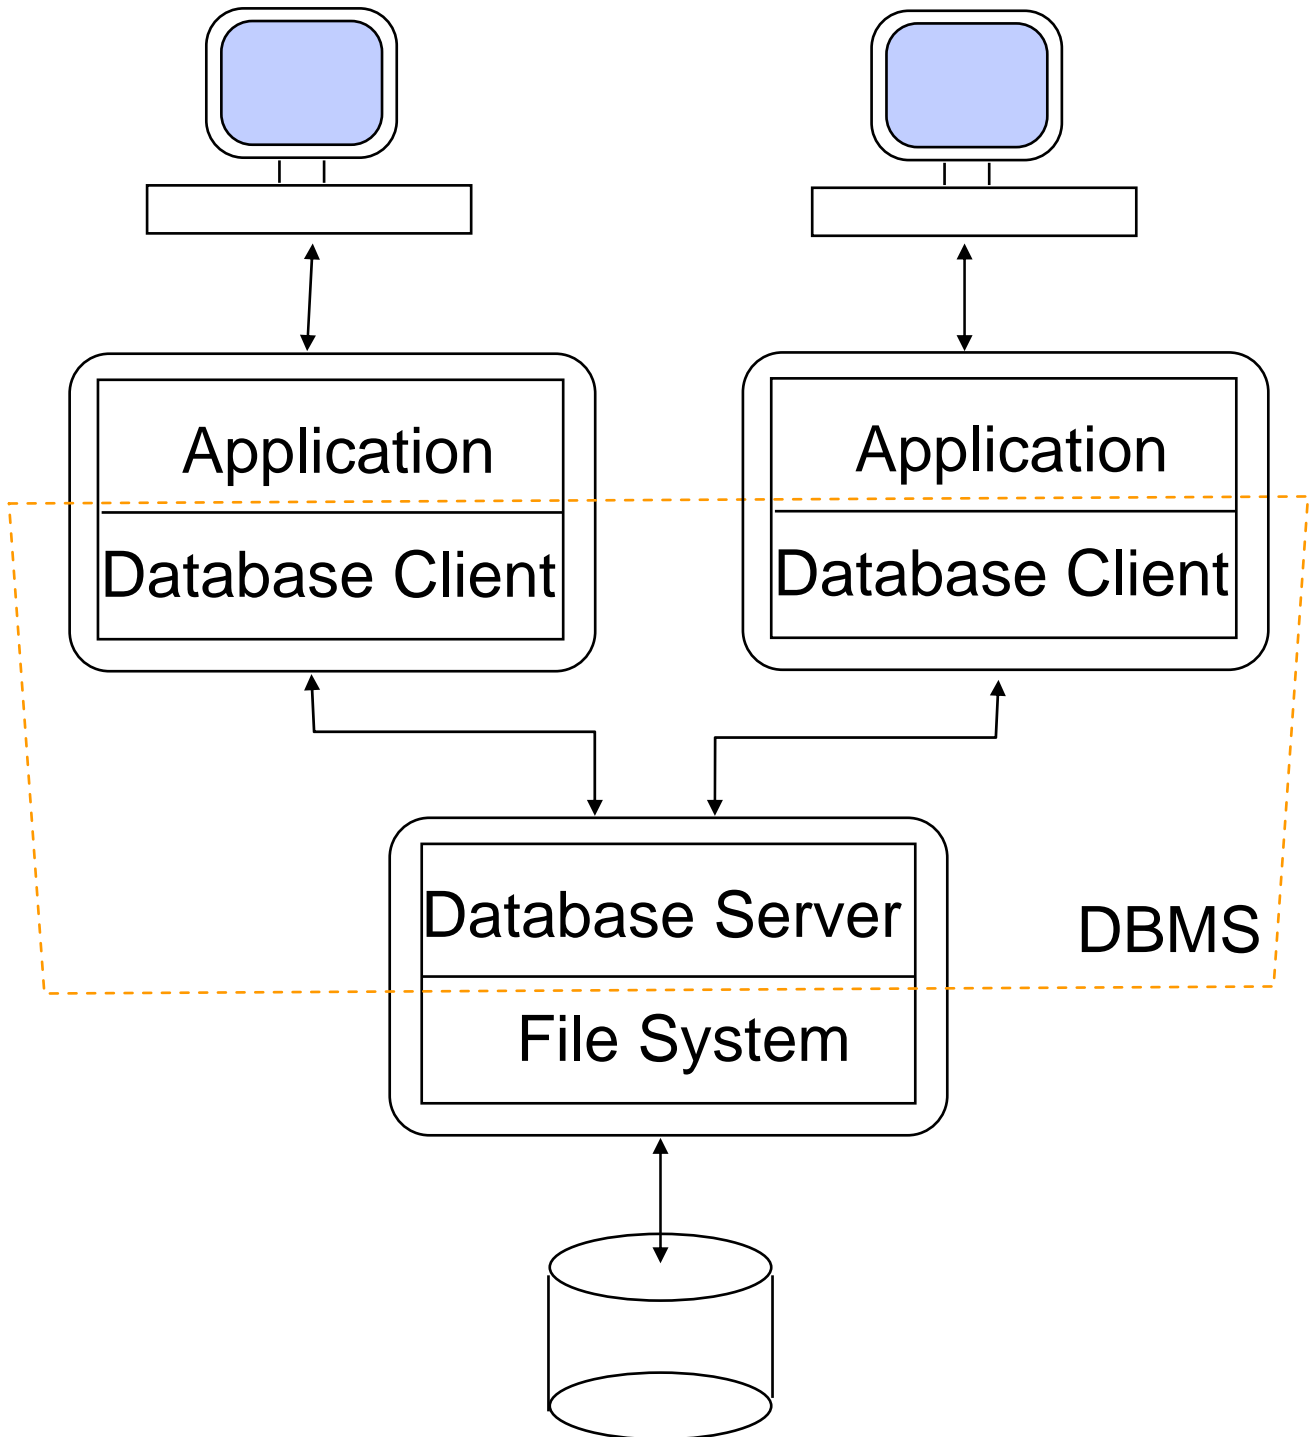 Application
Application
Database Client
Database Client
Database Server
DBMS
File System